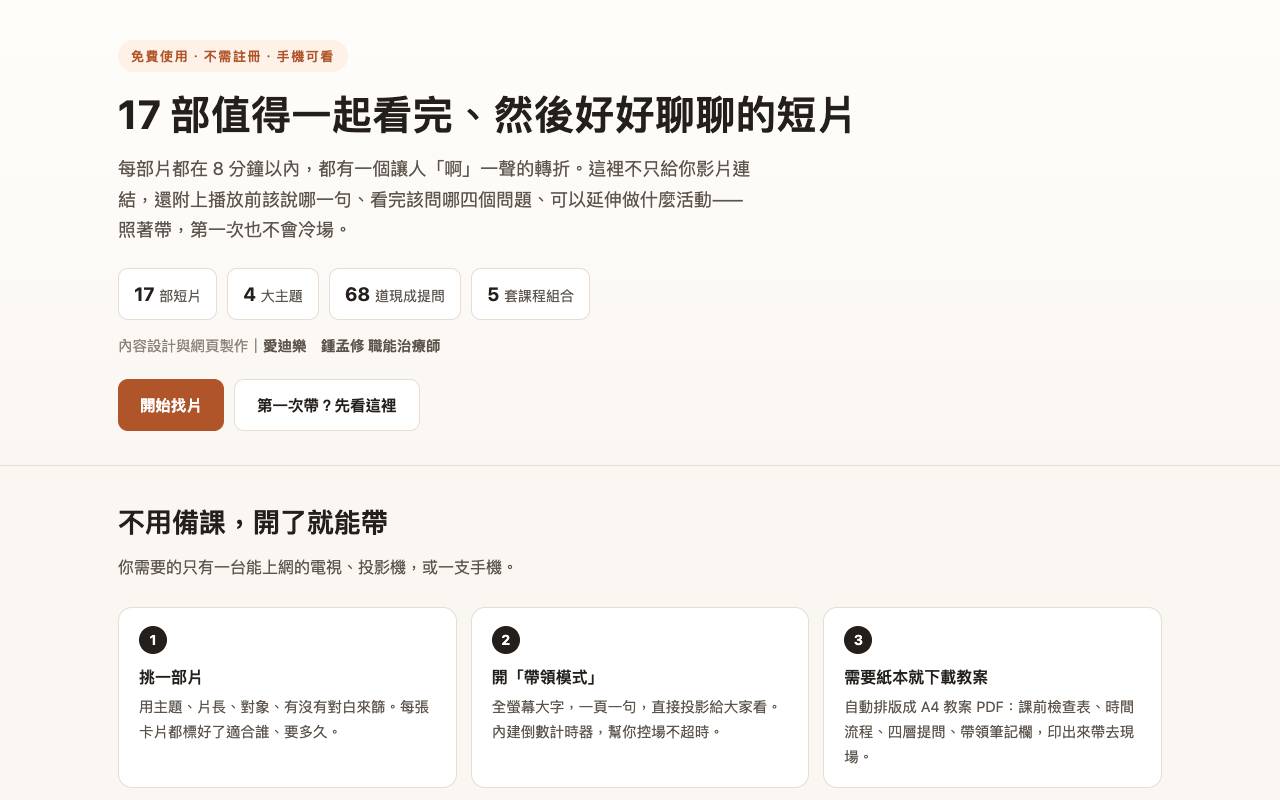 免費使用 · 不需註冊 · 手機可看
17 部值得一起看完、然後好好聊聊的短片
每部片都在 8 分鐘以內，都有一個讓人「啊」一聲的轉折。這裡不只給你影片連
結，還附上播放前該說哪一句、看完該問哪四個問題、可以延伸做什麼活動——
照著帶，第一次也不會冷場。
17 部短片
4 大主題
68 道現成提問
5 套課程組合
內容設計與網頁製作｜愛迪樂　鍾孟修 職能治療師
開始找片
第一次帶？先看這裡
不用備課，開了就能帶
你需要的只有一台能上網的電視、投影機，或一支手機。
1
挑一部片
用主題、片長、對象、有沒有對白來篩。每張
卡片都標好了適合誰、要多久。
2
開「帶領模式」
全螢幕大字，一頁一句，直接投影給大家看。
內建倒數計時器，幫你控場不超時。
3
需要紙本就下載教案
自動排版成 A4 教案 PDF：課前檢查表、時間
流程、四層提問、帶領筆記欄，印出來帶去現
場。